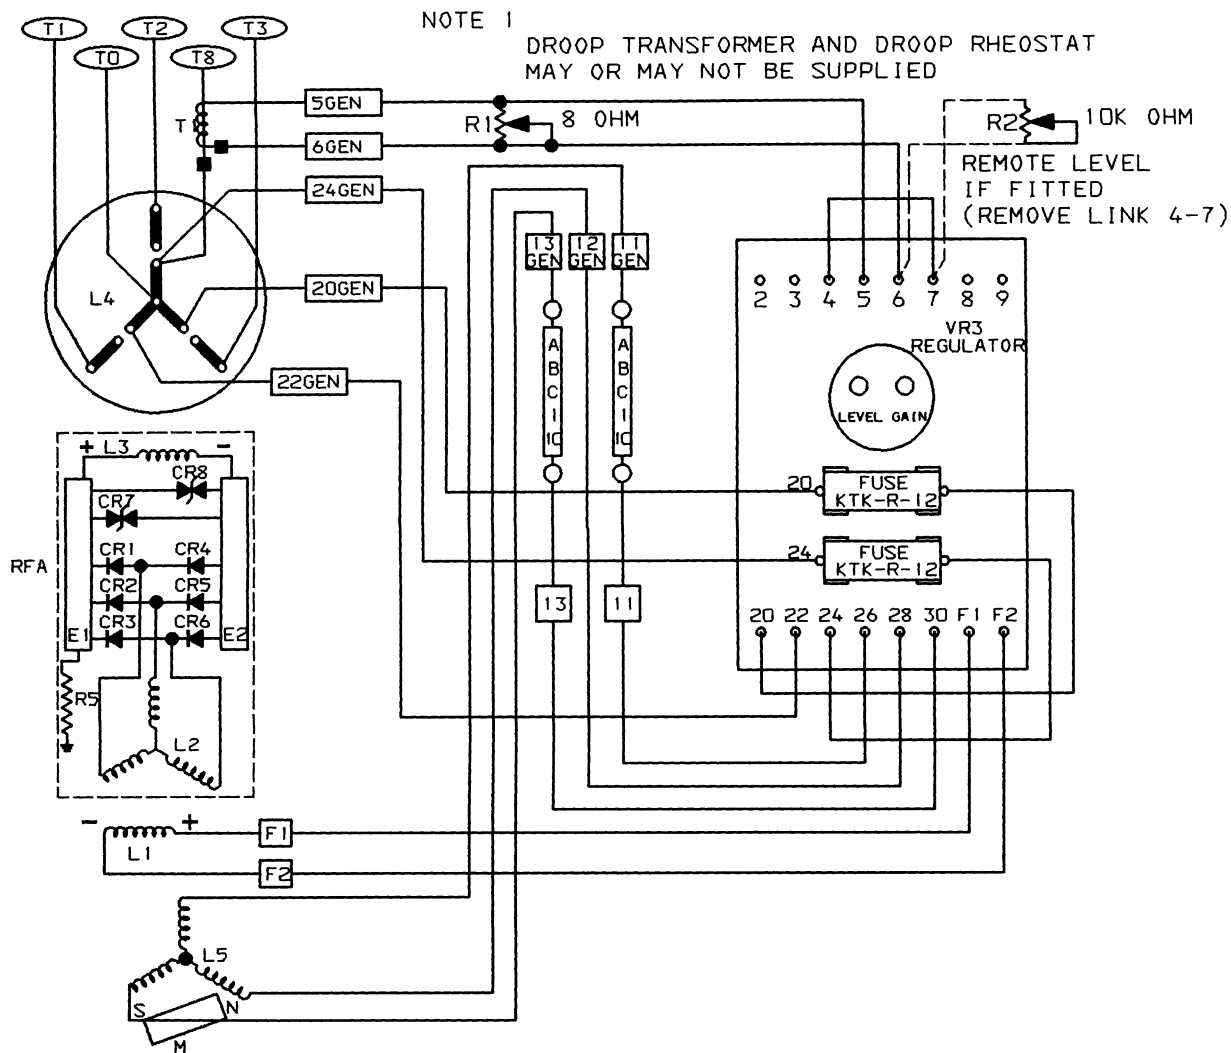 NOTE 1
DROOP TRANSFORMER AND DROOP RHEOSTAT
MAY OR MAY NOT BE SUPPLIED
T1
T2
T3
T0
T8
T1
5GEN
6GEN
24GEN
20GEN
22GEN
L4
R1
8 OHM
R2
10K OHM
REMOTE LEVEL
IF FITTED
(REMOVE LINK 4-7)
13
GEN
12
GEN
11
GEN
A
B
C
1
10
A
B
C
1
10
13
11
2 3 4 5 6 7 8 9
VR3
REGULATOR
LEVEL GAIN
20
FUSE
KTK-R-12
24
FUSE
KTK-R-12
20 22 24 26 28 30 F1 F2
+ L3 -
CR8
CR7
CR1 CR4
RFA
CR2 CR5
E1 CR3 CR6 E2
R5
L2
- +
L1
F1
F2
L5
S N
M